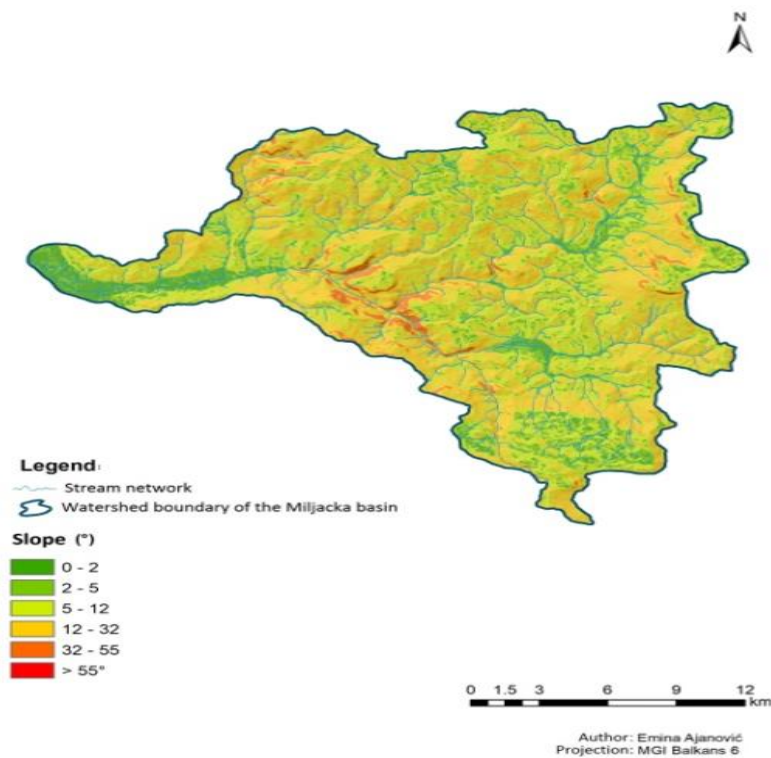 N
Legend:
Stream network
Watershed boundary of the Miljacka basin
Slope (°)
0 - 2
2 - 5
5 - 12
12 - 32
32 - 55
> 55°
0 1.5 3 6 9 12
km
Author: Emina Ajanović
Projection: MGI Balkans 6